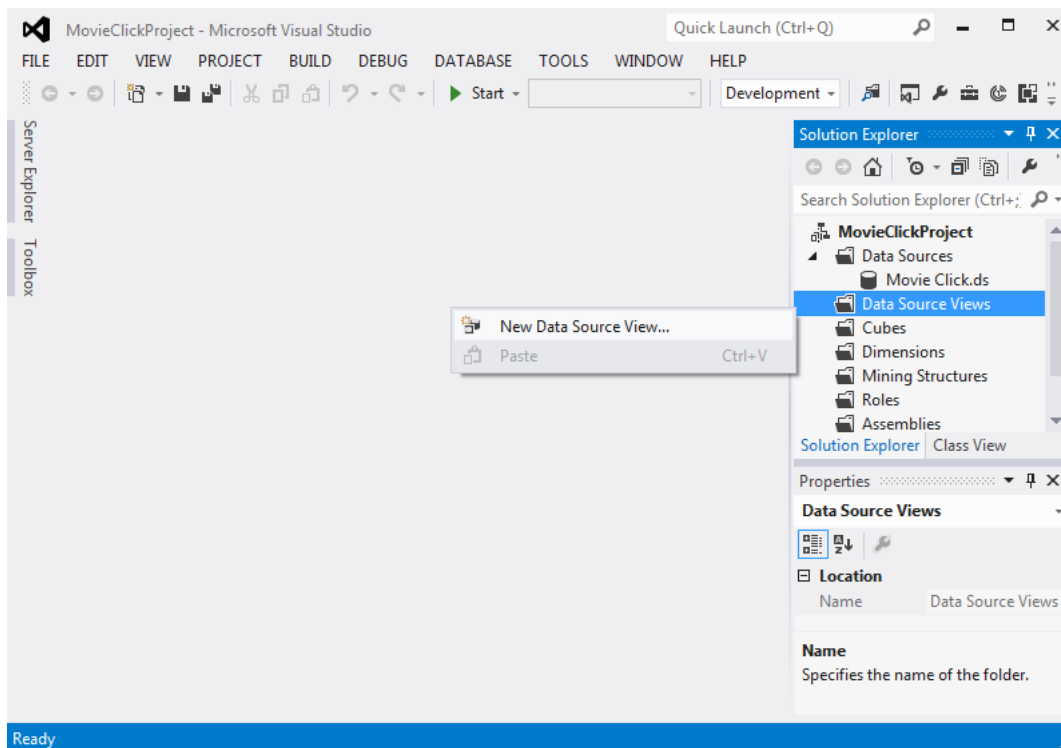 MovieClickProject - Microsoft Visual Studio
Quick Launch (Ctrl+Q)
FILE EDIT VIEW PROJECT BUILD DEBUG DATABASE TOOLS WINDOW HELP
Start
Development
Server Explorer
Toolbox
New Data Source View...
Paste Ctrl+V
Solution Explorer
Search Solution Explorer (Ctrl+;
MovieClickProject
Data Sources
Movie Click.ds
Data Source Views
Cubes
Dimensions
Mining Structures
Roles
Assemblies
Solution Explorer Class View
Properties
Data Source Views
Location
Name Data Source Views
Name
Specifies the name of the folder.
Ready